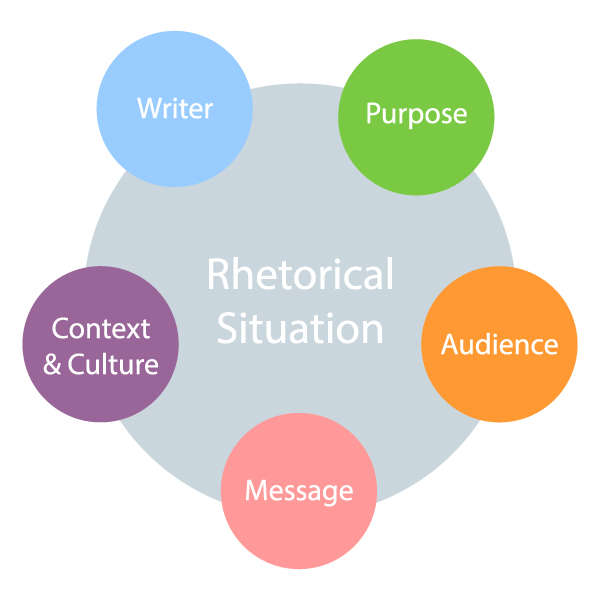 Writer
Purpose
Rhetorical
Situation
Context
& Culture
Audience
Message